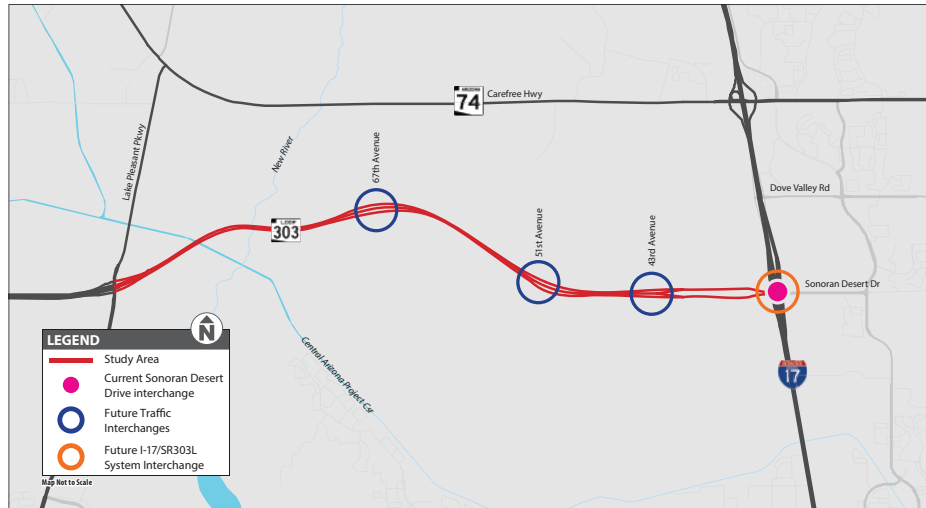 ARIZONA
74
Carefree Hwy
Lake Pleasant Pkwy
New River
67th Avenue
Dove Valley Rd
LOOP
303
51st Avenue
43rd Avenue
Sonoran Desert Dr
17
Central Arizona Project Csr
N
LEGEND
Study Area
Current Sonoran Desert
Drive interchange
Future Traffic
Interchanges
Future I-17/SR303L
System Interchange
Map Not to Scale